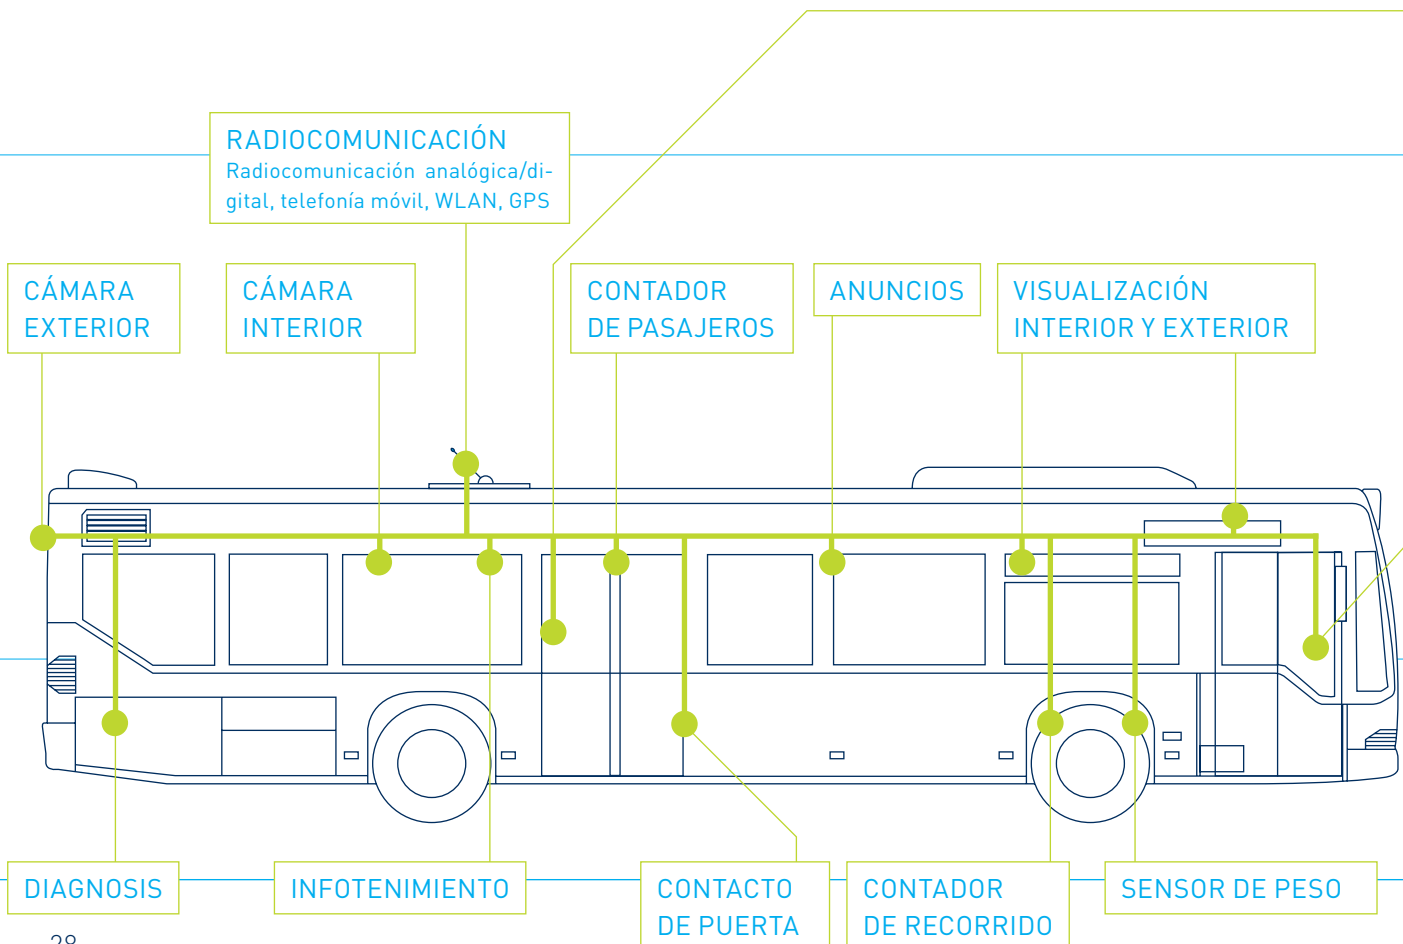 RADIOCOMUNICACIÓN
Radiocomunicación analógica/di-
gital, telefonía móvil, WLAN, GPS
CÁMARA
EXTERIOR
CÁMARA
INTERIOR
CONTADOR
DE PASAJEROS
ANUNCIOS
VISUALIZACIÓN
INTERIOR Y EXTERIOR
DIAGNOSIS
INFOTENIMIENTO
CONTACTO
DE PUERTA
CONTADOR
DE RECORRIDO
SENSOR DE PESO
28